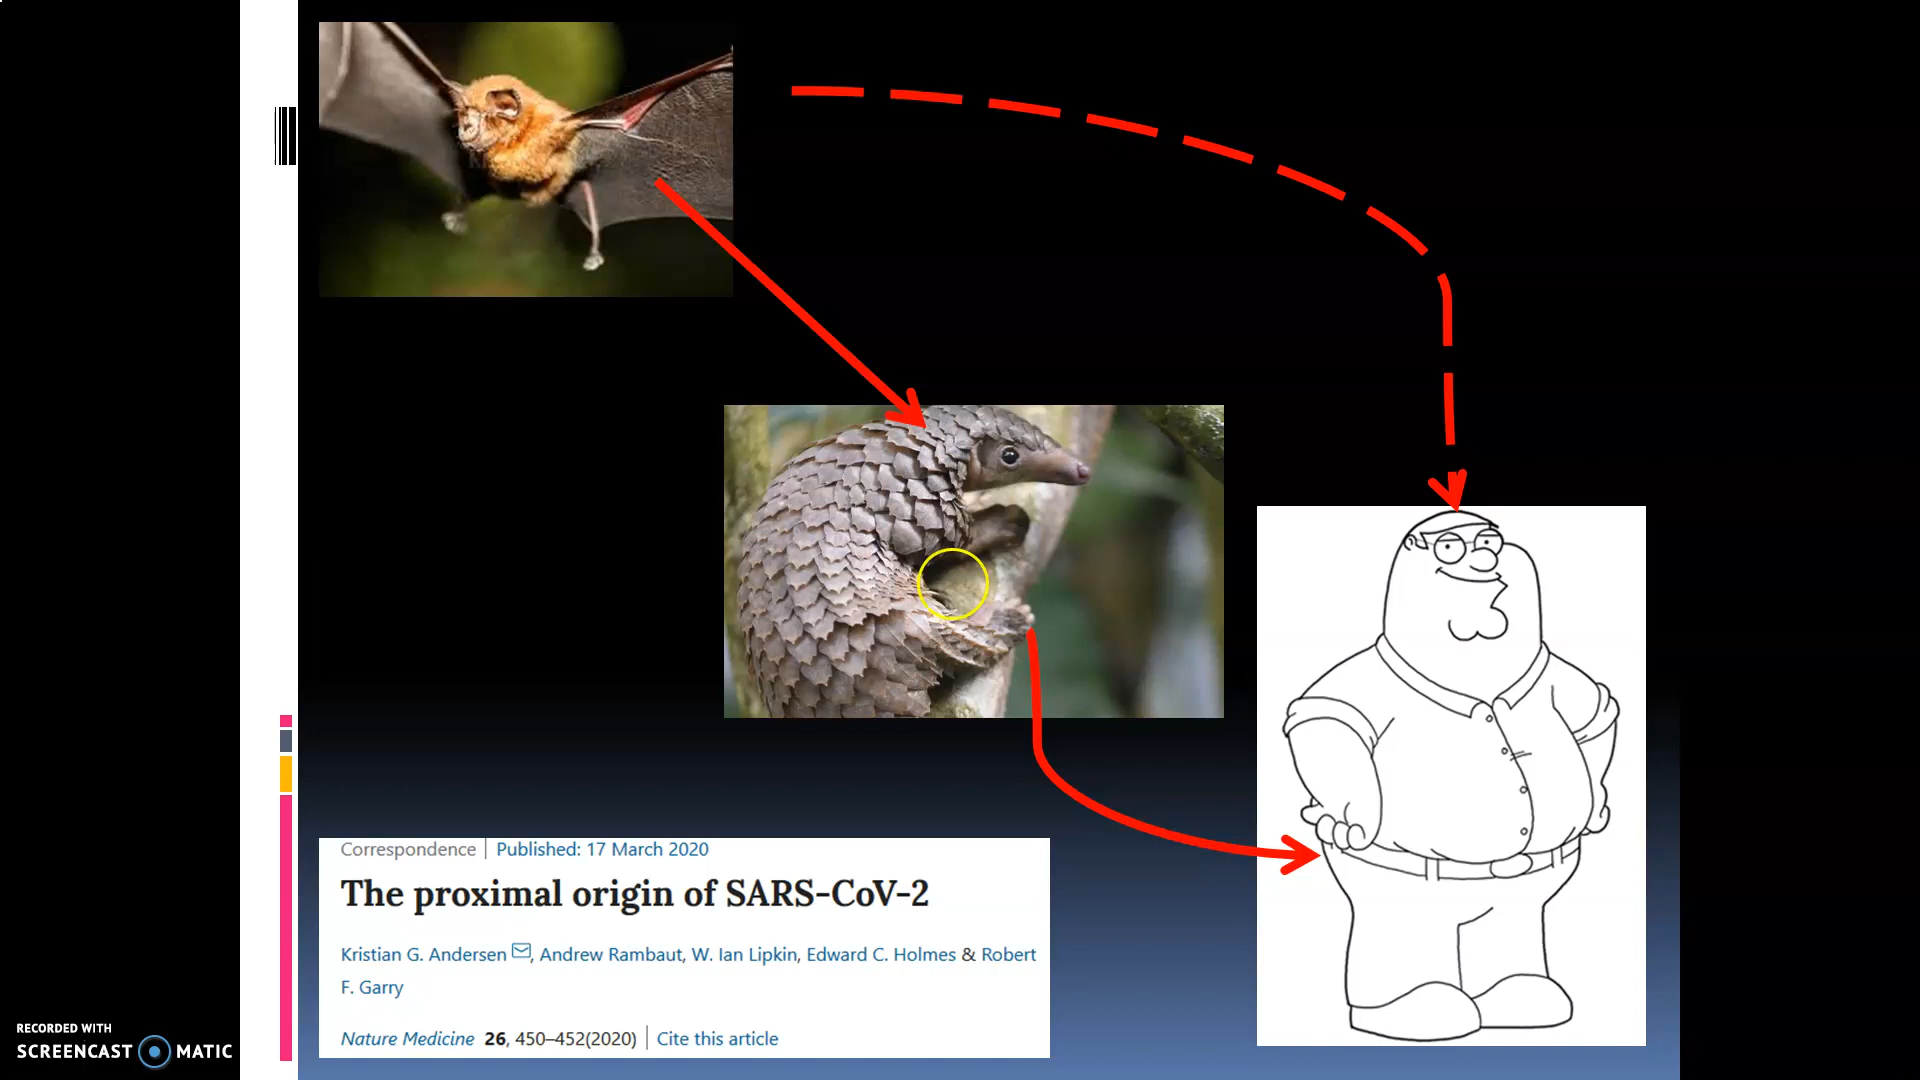 Correspondence | Published: 17 March 2020
The proximal origin of SARS-CoV-2
Kristian G. Andersen, Andrew Rambaut, W. Ian Lipkin, Edward C. Holmes & Robert
F. Garry
Nature Medicine 26, 450–452(2020) | Cite this article
RECORDED WITH
SCREENCAST MATIC